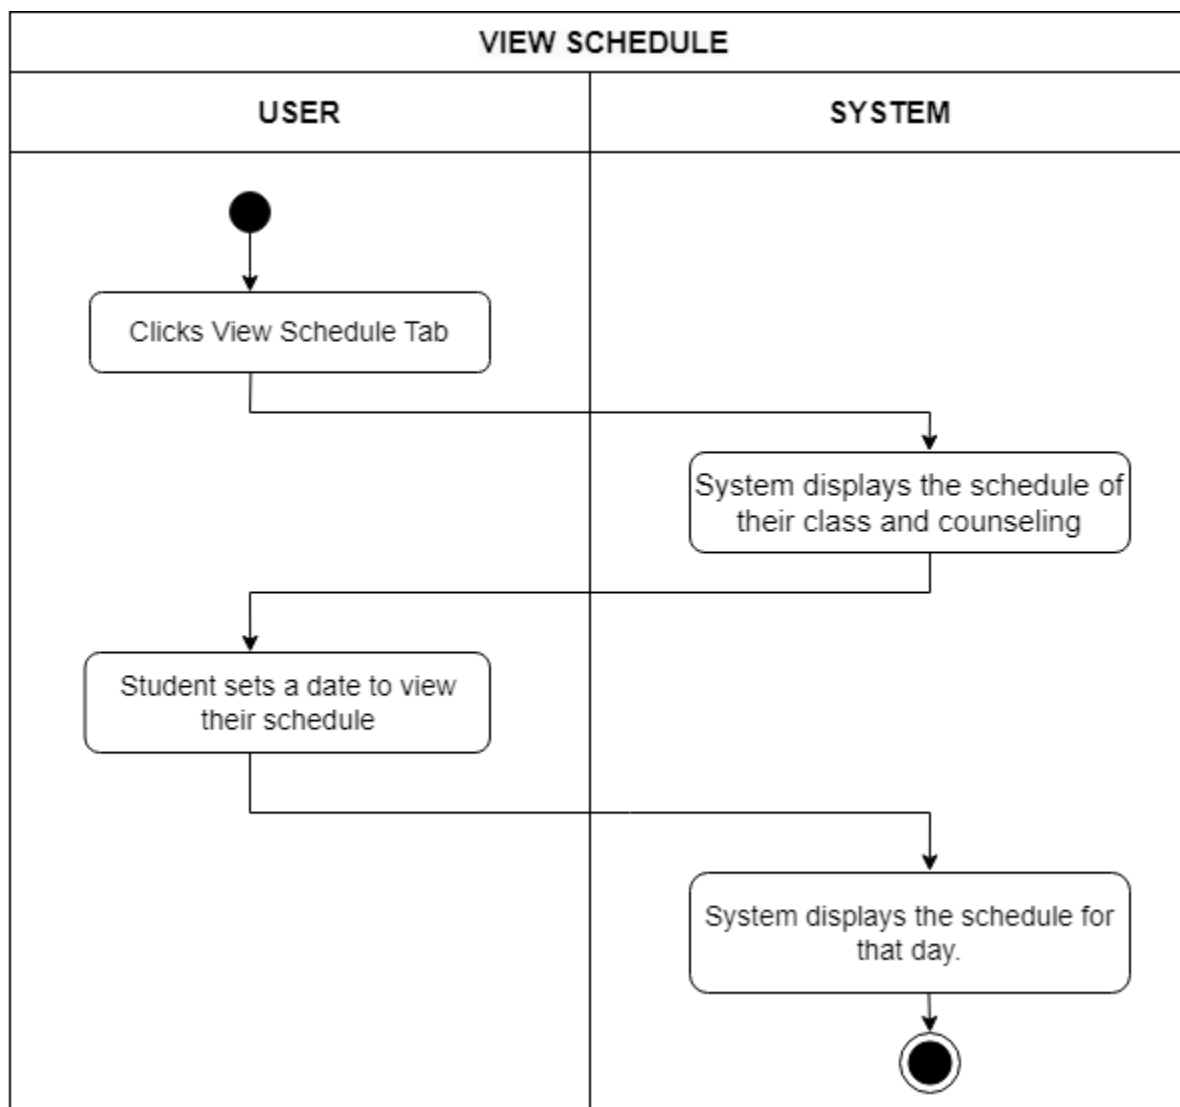 VIEW SCHEDULE
USER
SYSTEM
Clicks View Schedule Tab
System displays the schedule of
their class and counseling
Student sets a date to view
their schedule
System displays the schedule for
that day.